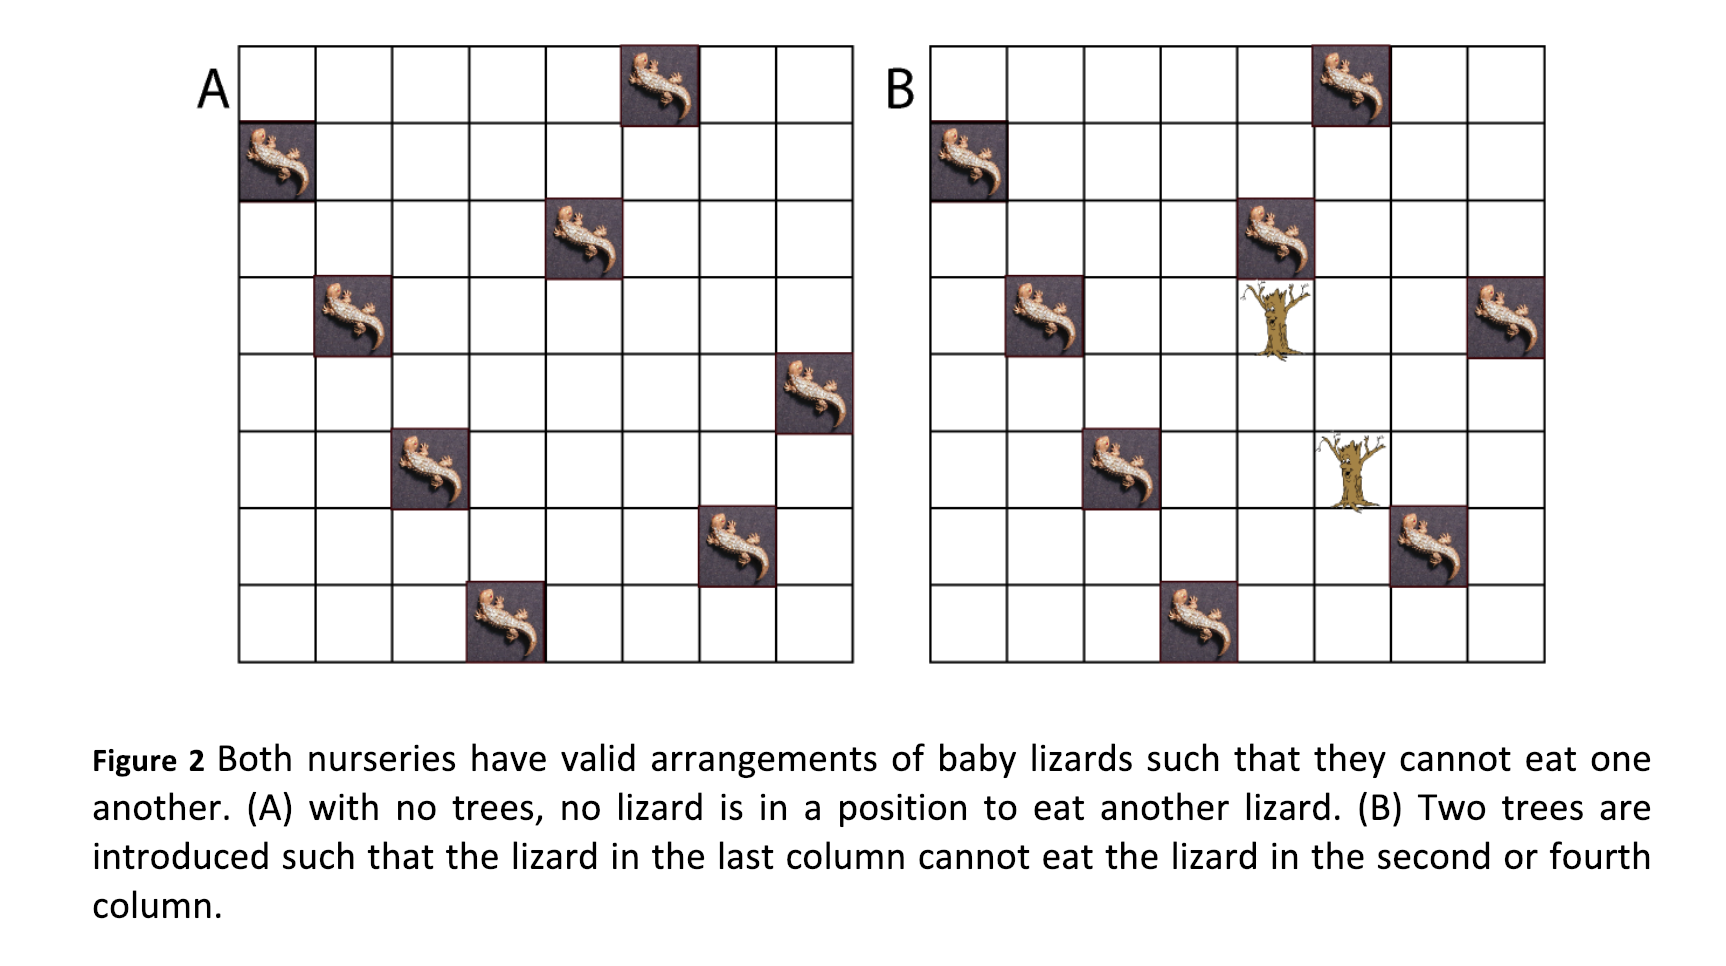 A
B
Figure 2 Both nurseries have valid arrangements of baby lizards such that they cannot eat one
another. (A) with no trees, no lizard is in a position to eat another lizard. (B) Two trees are
introduced such that the lizard in the last column cannot eat the lizard in the second or fourth
column.